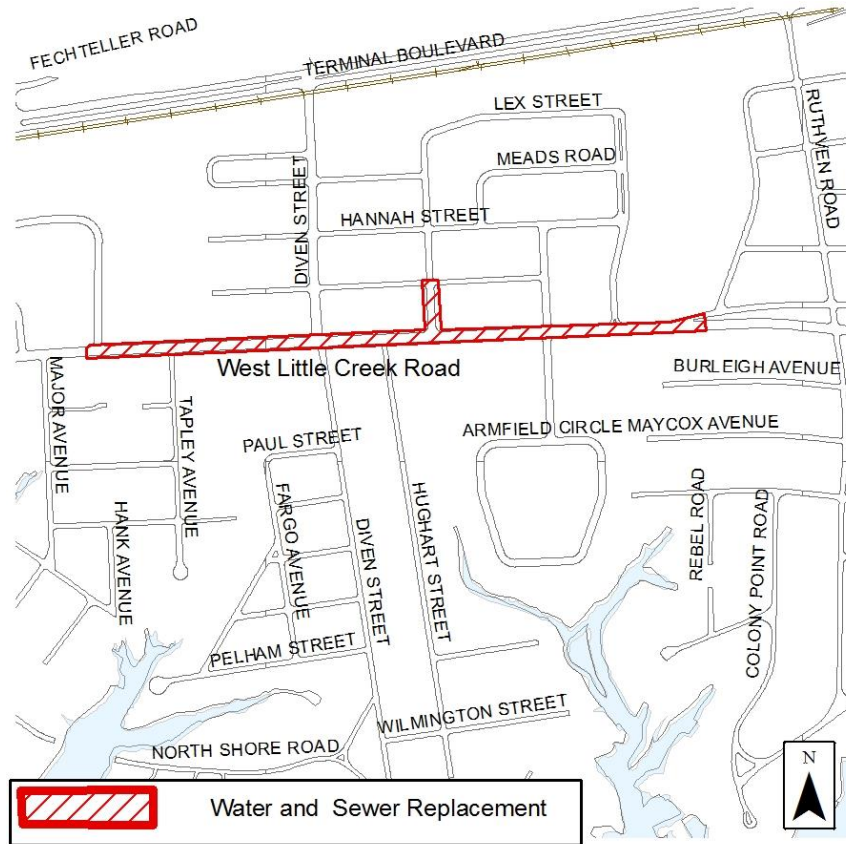 FECHTELLER ROAD
TERMINAL BOULEVARD
LEX STREET
RUTHVEN ROAD
MEADS ROAD
DIVEN STREET
HANNAH STREET
West Little Creek Road
BURLEIGH AVENUE
MAJOR AVENUE
TAPLEY AVENUE
PAUL STREET
ARMFIELD CIRCLE MAYCOX AVENUE
HANK AVENUE
FARGO AVENUE
DIVEN STREET
HUGHART STREET
REBEL ROAD
COLONY POINT ROAD
PELHAM STREET
WILMINGTON STREET
NORTH SHORE ROAD
N
Water and Sewer Replacement